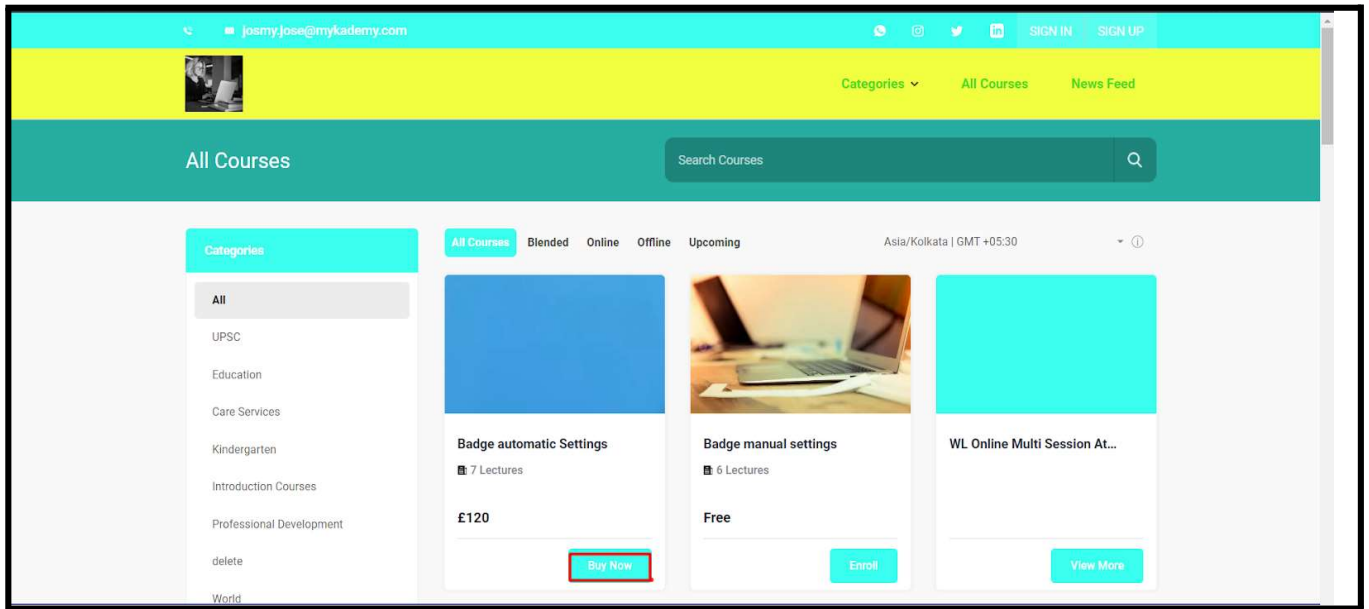 josmy.jose@mykademy.com
SIGN IN SIGN UP
Categories All Courses News Feed
All Courses
Search Courses
Categories
All Courses Blended Online Offline Upcoming
Asia/Kolkata | GMT +05:30
All
UPSC
Education
Care Services
Kindergarten
Introduction Courses
Professional Development
delete
World
Badge automatic Settings
7 Lectures
£120
Buy Now
Badge manual settings
6 Lectures
Free
Enroll
WL Online Multi Session At...
View More